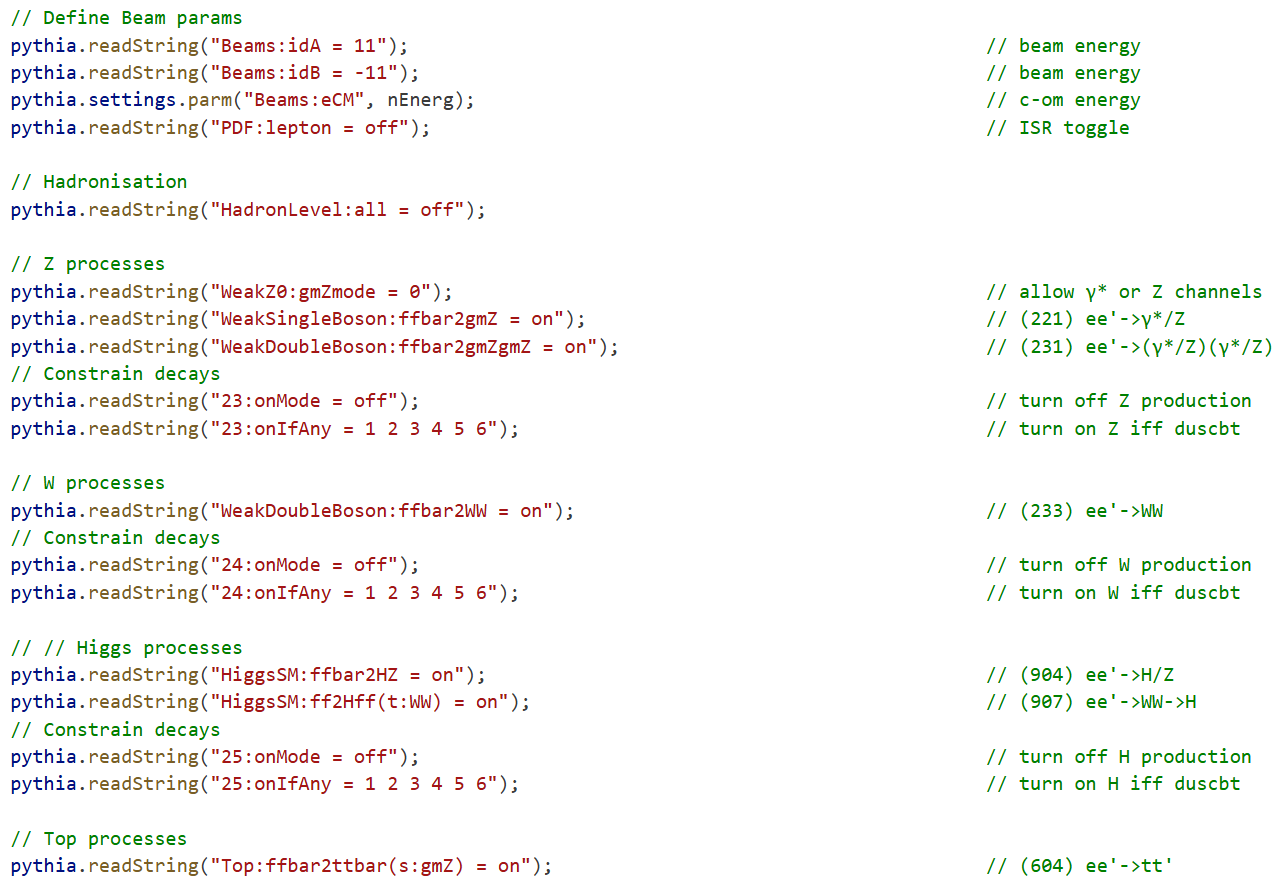 // Define Beam params
pythia.readString("Beams:idA = 11"); // beam energy
pythia.readString("Beams:idB = -11"); // beam energy
pythia.settings.parm("Beams:eCM", nEnerg); // c-om energy
pythia.readString("PDF:lepton = off"); // ISR toggle
// Hadronisation
pythia.readString("HadronLevel:all = off");
// Z processes
pythia.readString("WeakZ0:gmZmode = 0"); // allow γ* or Z channels
pythia.readString("WeakSingleBoson:ffbar2gmZ = on"); // (221) ee'->γ*/Z
pythia.readString("WeakDoubleBoson:ffbar2gmZgmZ = on"); // (231) ee'->(γ*/Z)(γ*/Z)
// Constrain decays
pythia.readString("23:onMode = off"); // turn off Z production
pythia.readString("23:onIfAny = 1 2 3 4 5 6"); // turn on Z iff duscbt
// W processes
pythia.readString("WeakDoubleBoson:ffbar2WW = on"); // (233) ee'->WW
// Constrain decays
pythia.readString("24:onMode = off"); // turn off W production
pythia.readString("24:onIfAny = 1 2 3 4 5 6"); // turn on W iff duscbt
// // Higgs processes
pythia.readString("HiggsSM:ffbar2HZ = on"); // (904) ee'->H/Z
pythia.readString("HiggsSM:ff2Hff(t:WW) = on"); // (907) ee'->WW->H
// Constrain decays
pythia.readString("25:onMode = off"); // turn off H production
pythia.readString("25:onIfAny = 1 2 3 4 5 6"); // turn on H iff duscbt
// Top processes
pythia.readString("Top:ffbar2ttbar(s:gmZ) = on"); // (604) ee'->tt'